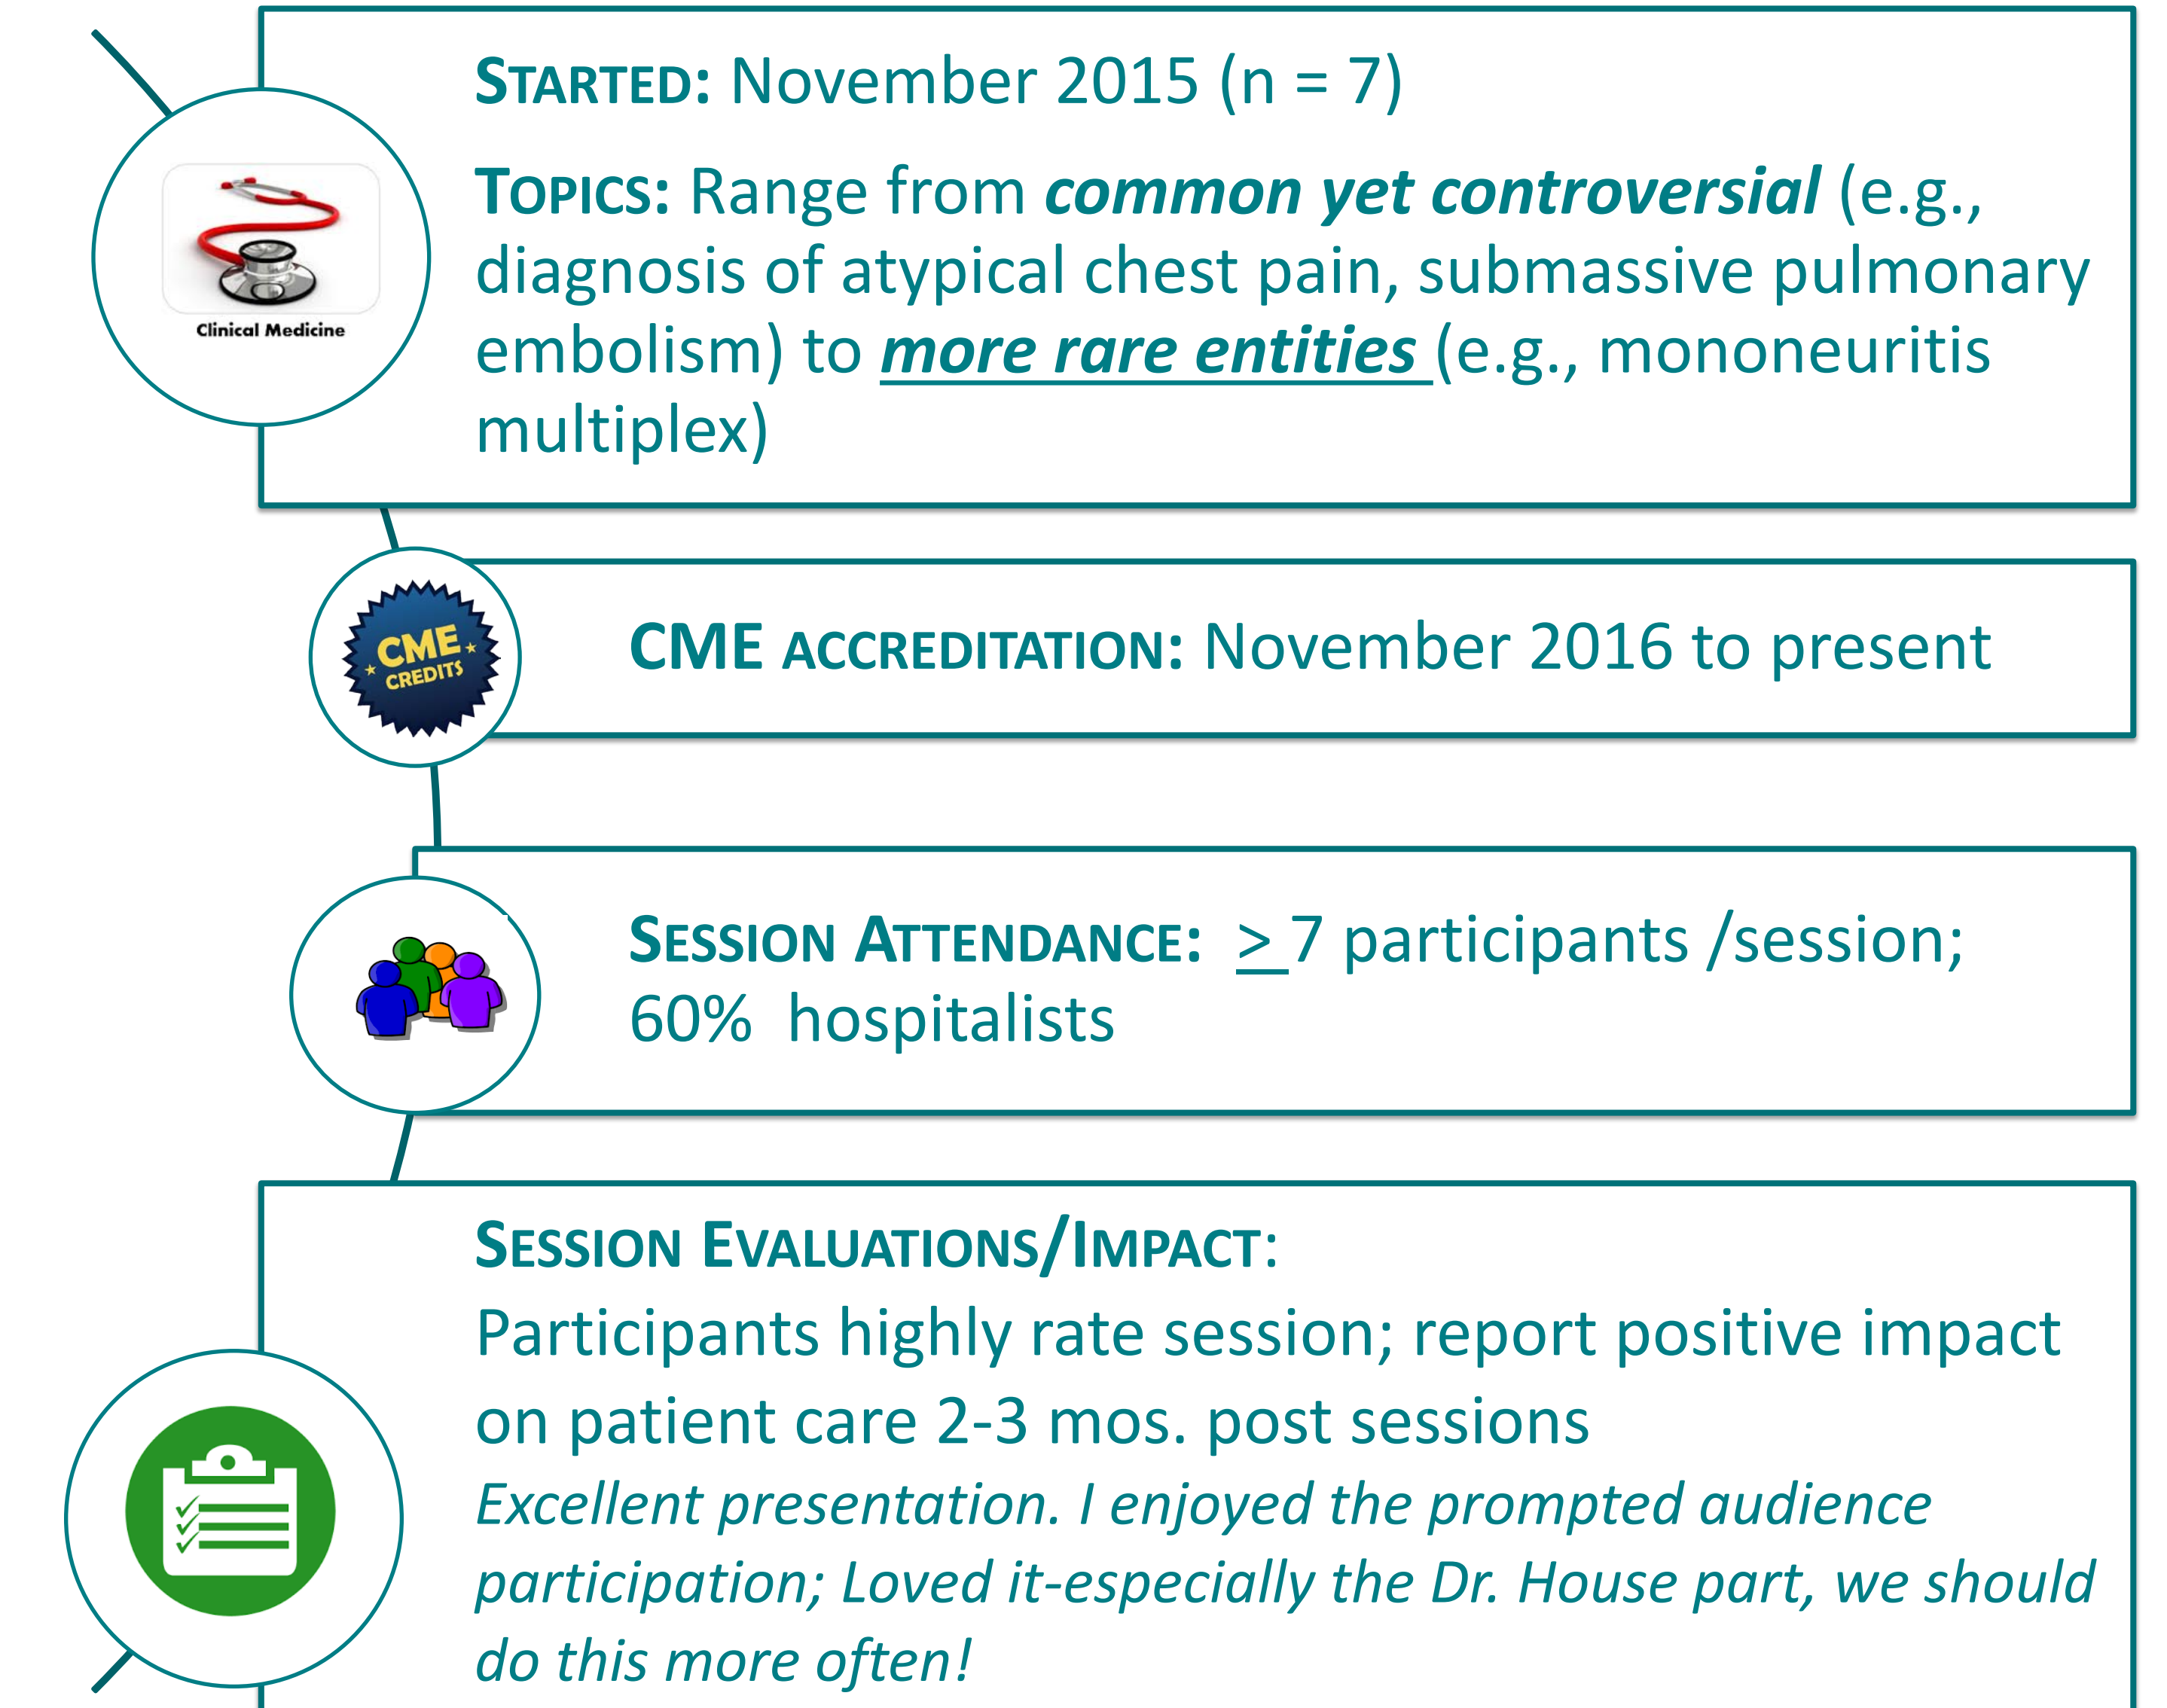 STARTED: November 2015 (n = 7)
TOPICS: Range from common yet controversial (e.g.,
diagnosis of atypical chest pain, submassive pulmonary
embolism) to more rare entities (e.g., mononeuritis
multiplex)
Clinical Medicine
CME CREDITS
CME ACCREDITATION: November 2016 to present
SESSION ATTENDANCE: > 7 participants /session;
60% hospitalists
SESSION EVALUATIONS/IMPACT:
Participants highly rate session; report positive impact
on patient care 2-3 mos. post sessions
Excellent presentation. I enjoyed the prompted audience
participation; Loved it-especially the Dr. House part, we should
do this more often!